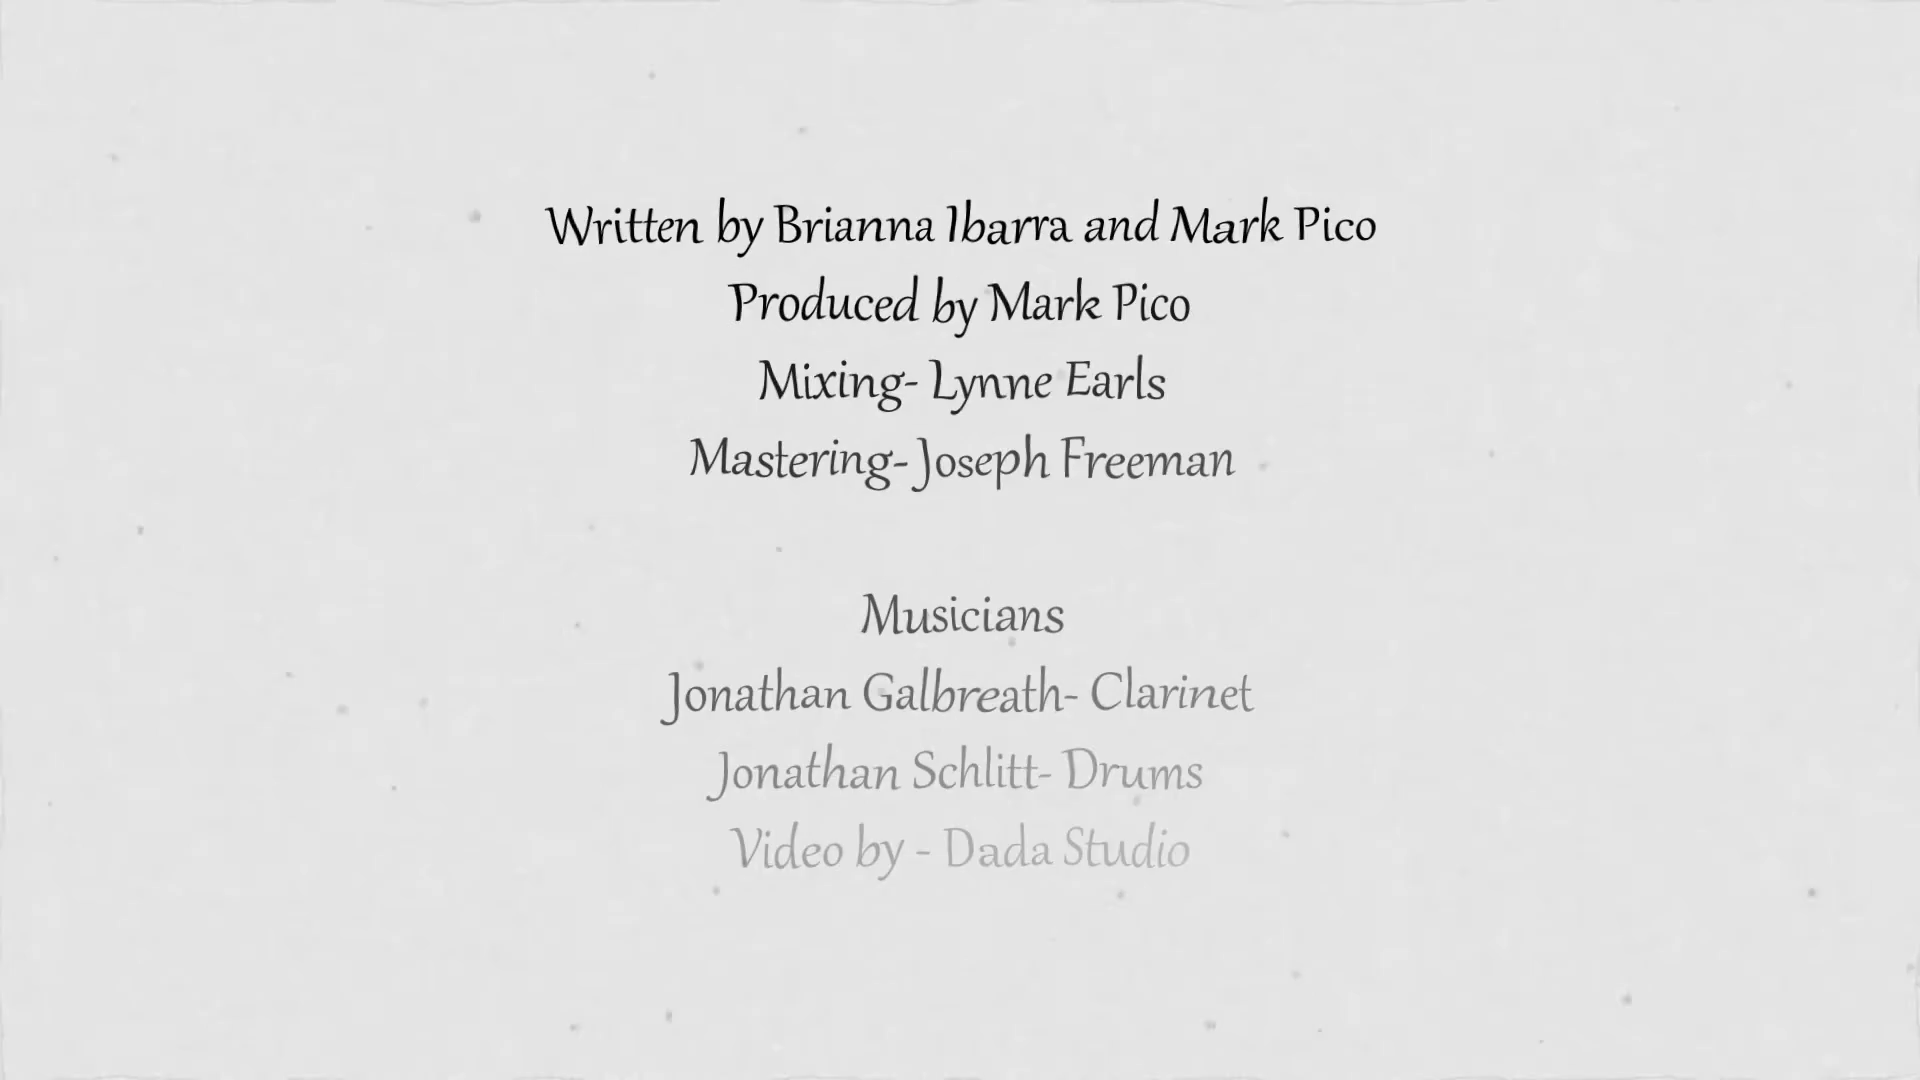 Written by Brianna Ibarra and Mark Pico
Produced by Mark Pico
Mixing- Lynne Earls
Mastering- Joseph Freeman
Musicians
Jonathan Galbreath- Clarinet
Jonathan Schlitt- Drums
Video by - Dada Studio